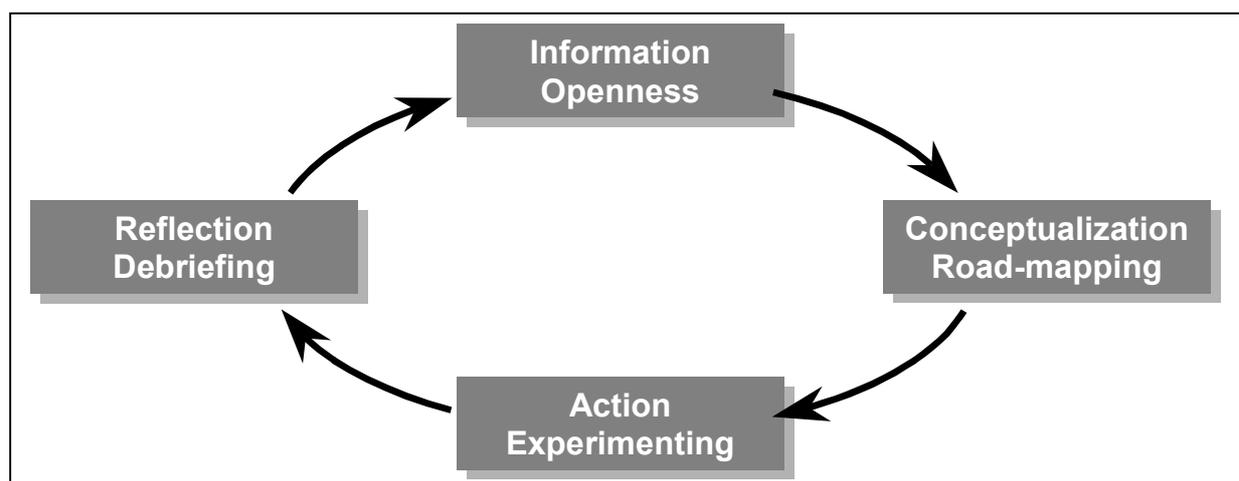 Information
Openness
Conceptualization
Road-mapping
Action
Experimenting
Reflection
Debriefing